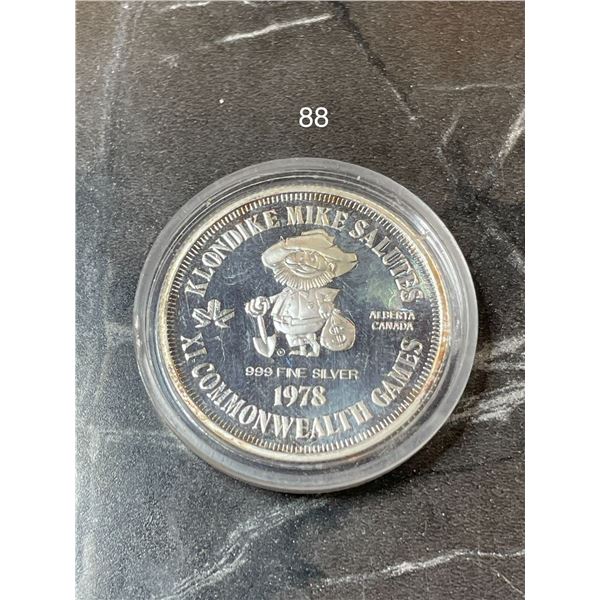 88
KLONDIKE MIKE SALUTES
ALBERTA
CANADA
$
©
999 FINE SILVER
1978
XI COMMONWEALTH GAMES